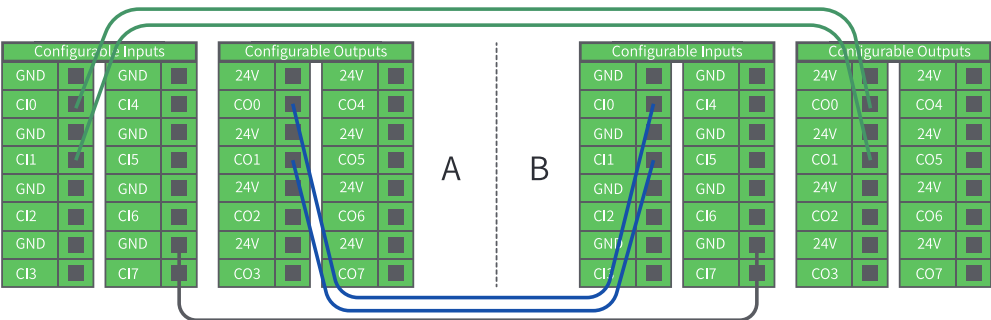 Configurable Inputs Configurable Outputs Configurable Inputs Configurable Outputs
GND GND 24V 24V GND GND 24V 24V
CI0 CI4 CO0 CO4 CI0 CI4 CO0 CO4
GND GND 24V 24V GND GND 24V 24V
CI1 CI5 CO1 CO5 A B CI1 CI5 CO1 CO5
GND GND 24V 24V GND GND 24V 24V
CI2 CI6 CO2 CO6 CI2 CI6 CO2 CO6
GND GND 24V 24V GND GND 24V 24V
CI3 CI7 CO3 CO7 CI3 CI7 CO3 CO7